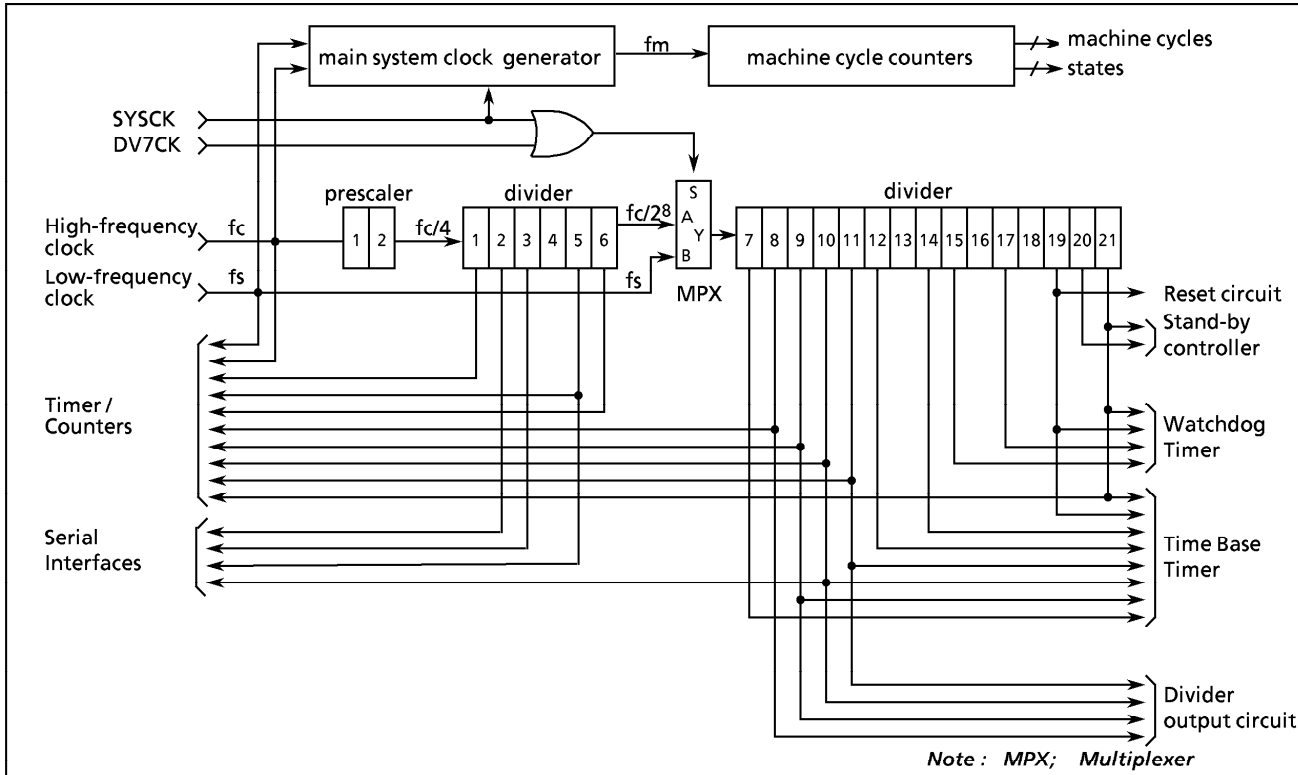 main system clock generator
fm
machine cycle counters
machine cycles
states
SYSCK
DV7CK
prescaler
divider
divider
High-frequency
clock
fc
1 2
fc/4
1 2 3 4 5 6
fc/2⁸
S
A
Y
B
MPX
7 8 9 10 11 12 13 14 15 16 17 18 19 20 21
Low-frequency
clock
fs
fs
Reset circuit
Stand-by
controller
Timer /
Counters
Watchdog
Timer
Serial
Interfaces
Time Base
Timer
Divider
output circuit
Note : MPX; Multiplexer